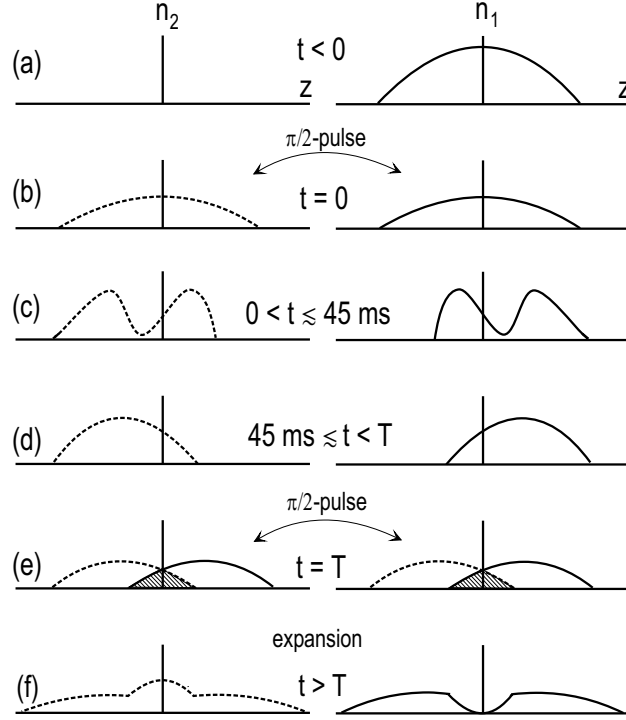 n₂ n₁
(a) t < 0
z z
π/2-pulse
(b) t = 0
(c) 0 < t ≲ 45 ms
(d) 45 ms ≲ t < T
π/2-pulse
(e) t = T
expansion
(f) t > T